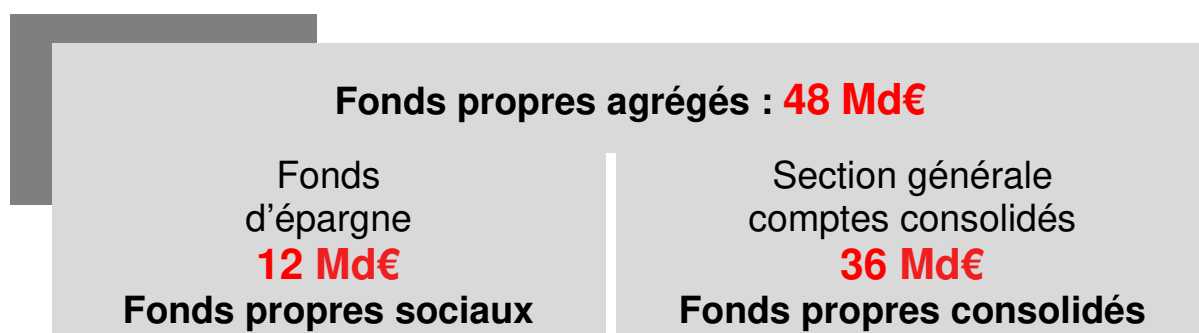 Fonds propres agrégés : 48 Md€
Fonds
d’épargne
12 Md€
Fonds propres sociaux
Section générale
comptes consolidés
36 Md€
Fonds propres consolidés